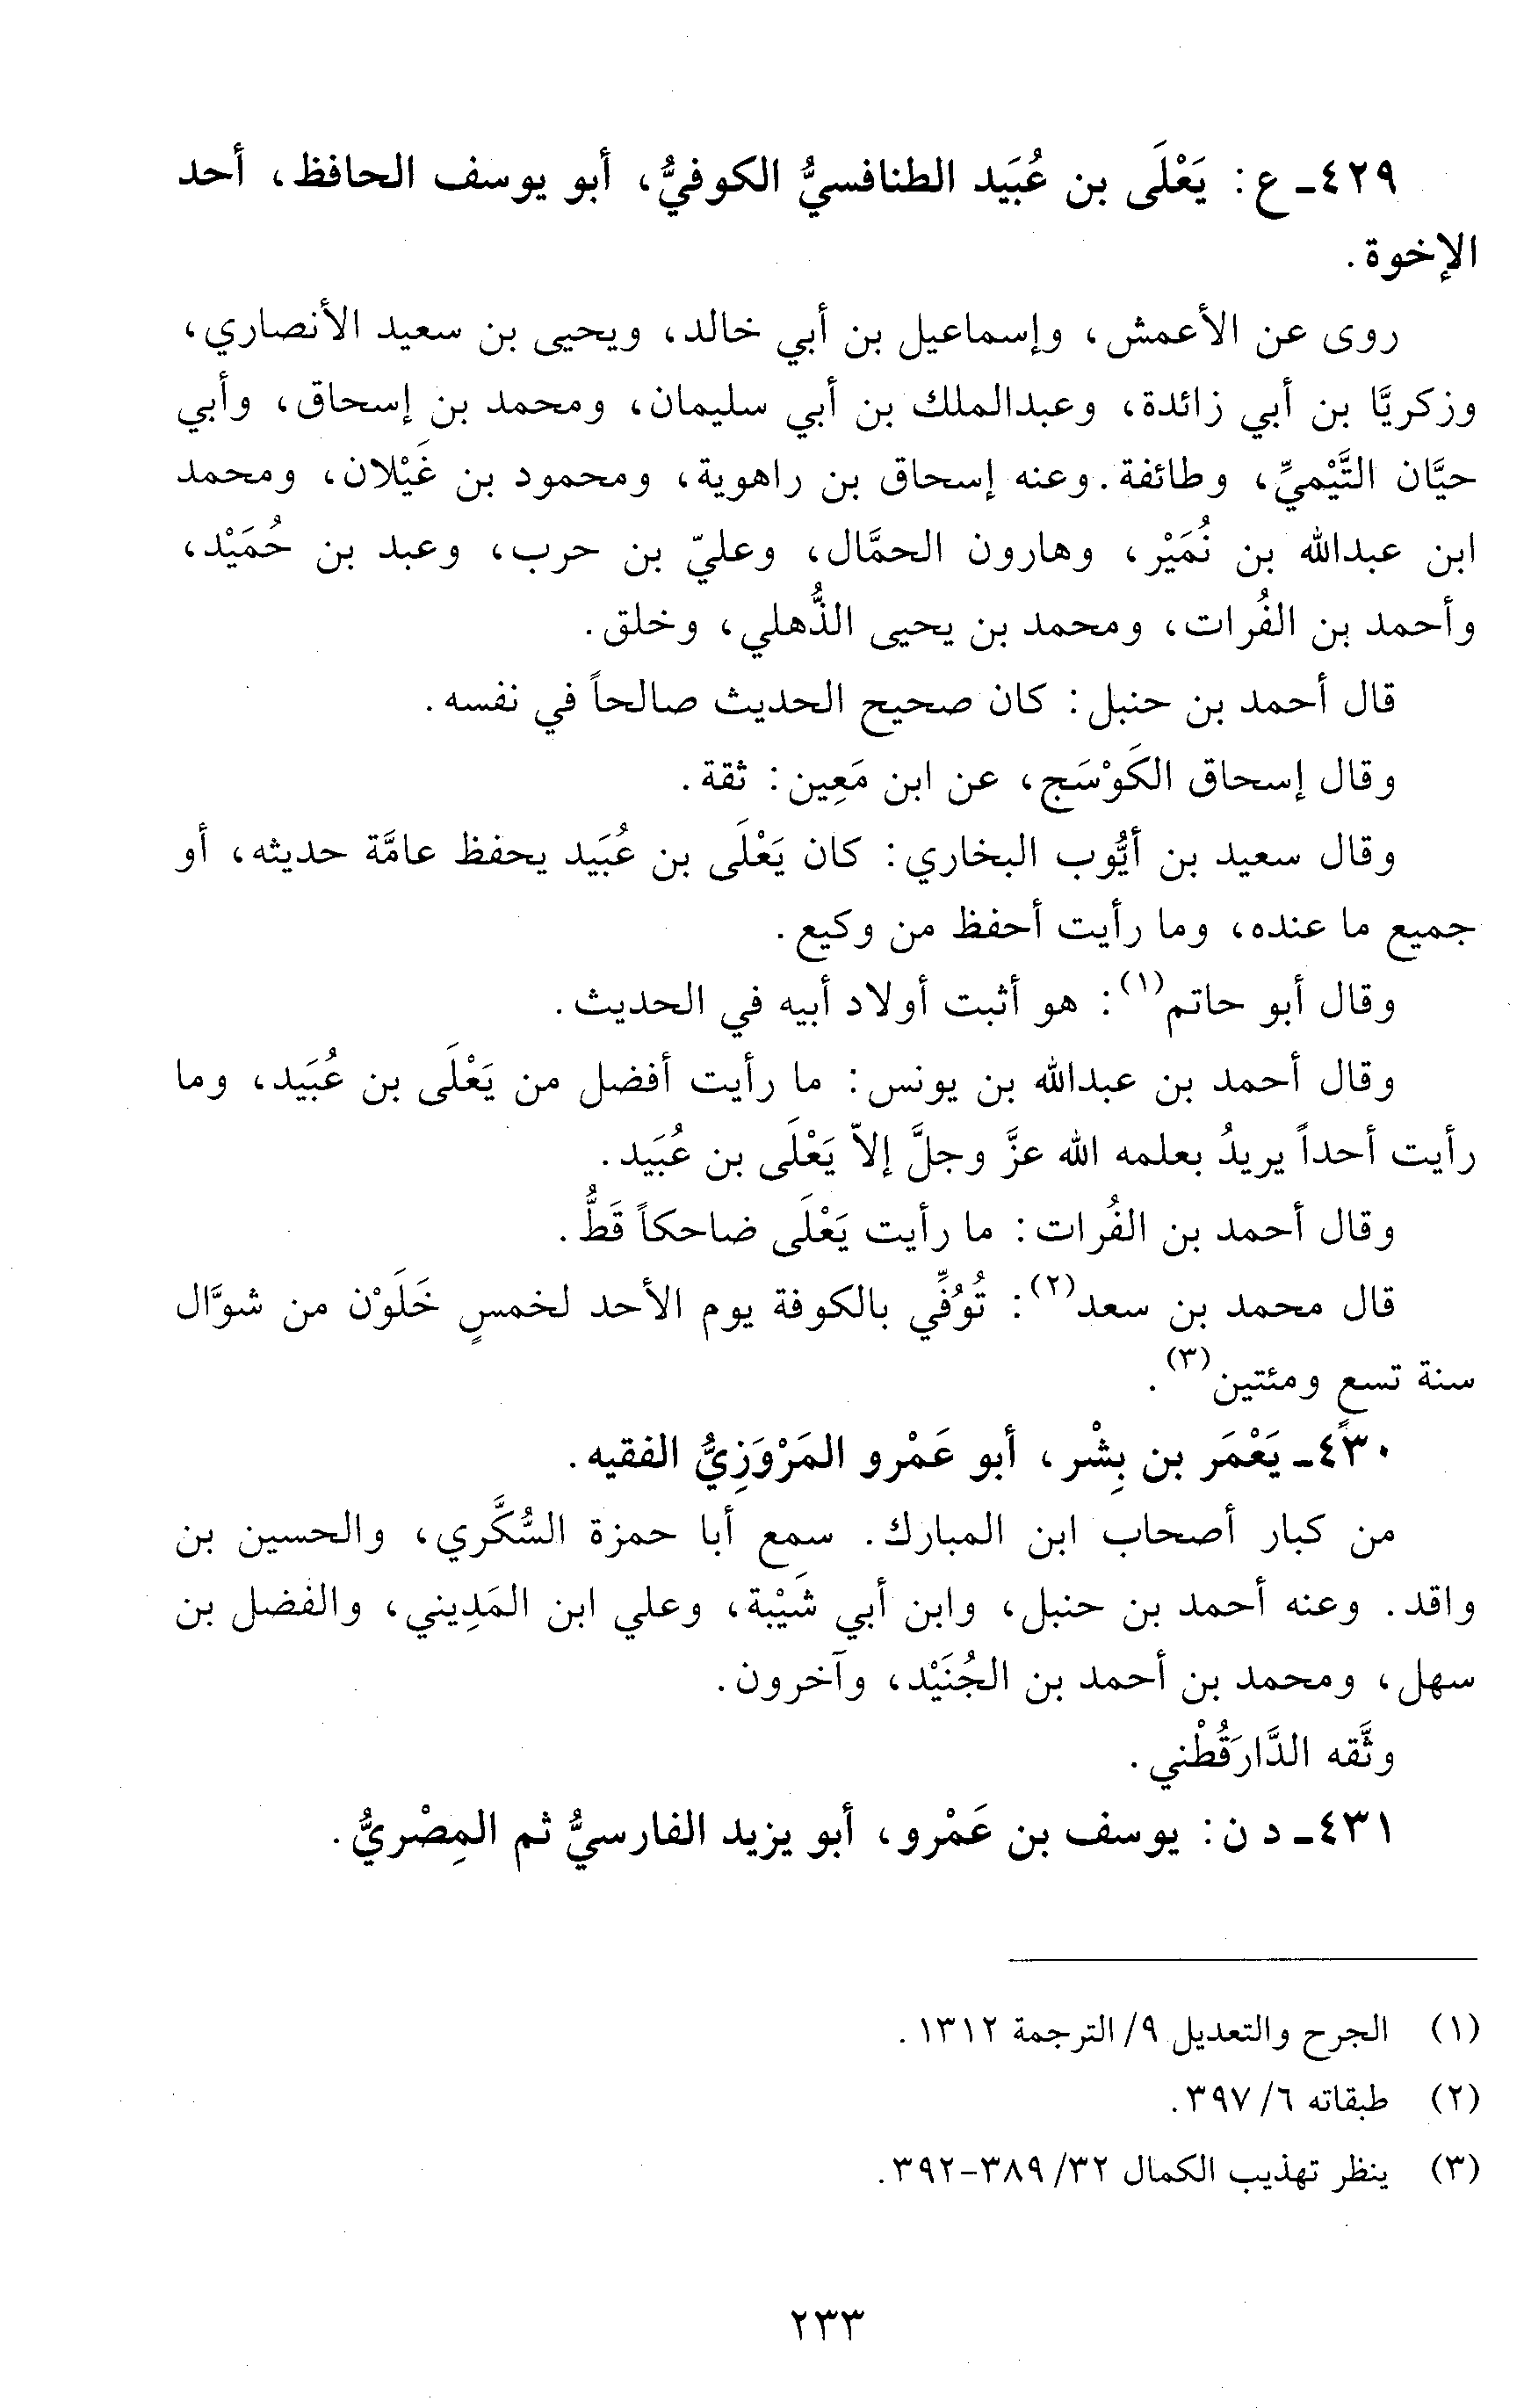 ٤٢٩ـ ع: يَعْلَى بن عُبَيد الطنافسيُّ الكوفيُّ، أبو يوسف الحافظ، أحد
الإخوة.
روى عن الأعمش، وإسماعيل بن أبي خالد، ويحيى بن سعيد الأنصاري،
وزكريَّا بن أبي زائدة، وعبدالملك بن أبي سليمان، ومحمد بن إسحاق، وأبي
حيَّان التَّيْميِّ، وطائفة. وعنه إسحاق بن راهوية، ومحمود بن غَيْلان، ومحمد
ابن عبدالله بن نُمَيْر، وهارون الحمَّال، وعليّ بن حرب، وعبد بن حُمَيْد،
وأحمد بن الفُرات، ومحمد بن يحيى الذُّهلي، وخلق.
قال أحمد بن حنبل: كان صحيح الحديث صالحاً في نفسه.
وقال إسحاق الكَوْسَج، عن ابن مَعِين: ثقة.
وقال سعيد بن أيُّوب البخاري: كان يَعْلَى بن عُبَيد يحفظ عامَّة حديثه، أو
جميع ما عنده، وما رأيت أحفظ من وكيع.
وقال أبو حاتم(١): هو أثبت أولاد أبيه في الحديث.
وقال أحمد بن عبدالله بن يونس: ما رأيت أفضل من يَعْلَى بن عُبَيد، وما
رأيت أحداً يريدُ بعلمه الله عزَّ وجلَّ إلاّ يَعْلَى بن عُبَيد.
وقال أحمد بن الفُرات: ما رأيت يَعْلَى ضاحكاً قَطُّ.
قال محمد بن سعد(٢): تُوُفِّي بالكوفة يوم الأحد لخمسٍ خَلَوْن من شوَّال
سنة تسع ومئتين(٣).
٤٣٠ـ يَعْمَر بن بِشْر، أبو عَمْرو المَرْوَزِيُّ الفقيه.
من كبار أصحاب ابن المبارك. سمع أبا حمزة السُّكَّري، والحسين بن
واقد. وعنه أحمد بن حنبل، وابن أبي شَيْبة، وعلي ابن المَدِيني، والفضل بن
سهل، ومحمد بن أحمد بن الجُنَيْد، وآخرون.
وثَّقه الدَّارَقُطْني.
٤٣١ـ د ن: يوسف بن عَمْرو، أبو يزيد الفارسيُّ ثم المِصْريُّ.
(١) الجرح والتعديل ٩/ الترجمة ١٣١٢.
(٢) طبقاته ٦/ ٣٩٧.
(٣) ينظر تهذيب الكمال ٣٢/ ٣٨٩-٣٩٢.
٢٣٣